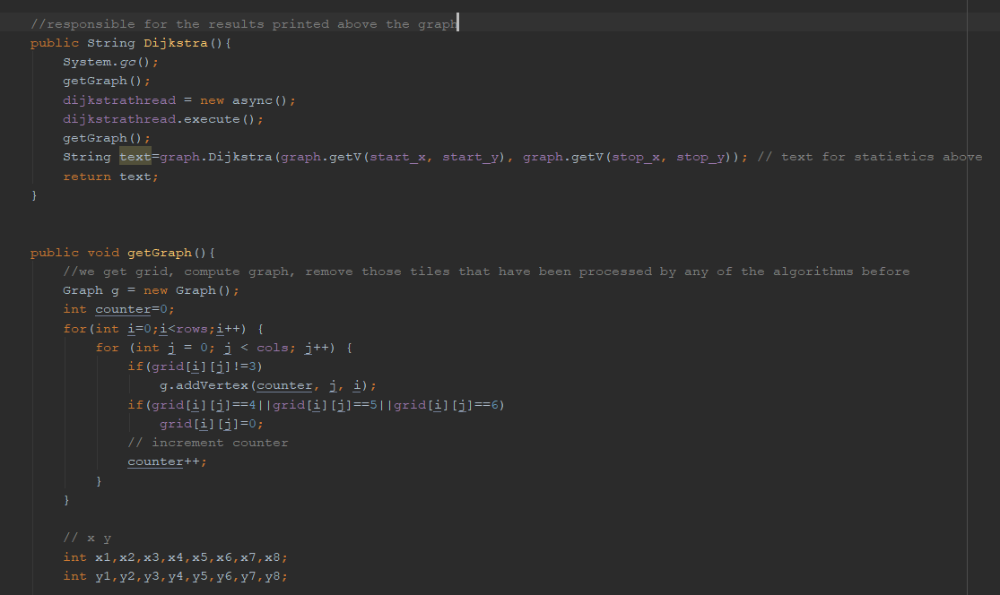 //responsible for the results printed above the graph
public String Dijkstra(){
    System.gc();
    getGraph();
    dijkstrathread = new async();
    dijkstrathread.execute();
    getGraph();
    String text=graph.Dijkstra(graph.getV(start_x, start_y), graph.getV(stop_x, stop_y)); // text for statistics above
    return text;
}
public void getGraph(){
    //we get grid, compute graph, remove those tiles that have been processed by any of the algorithms before
    Graph g = new Graph();
    int counter=0;
    for(int i=0;i<rows;i++) {
        for (int j = 0; j < cols; j++) {
            if(grid[i][j]!=3)
                g.addVertex(counter, j, i);
            if(grid[i][j]==4||grid[i][j]==5||grid[i][j]==6)
                grid[i][j]=0;
            // increment counter
            counter++;
        }
    }
    // x y
    int x1,x2,x3,x4,x5,x6,x7,x8;
    int y1,y2,y3,y4,y5,y6,y7,y8;